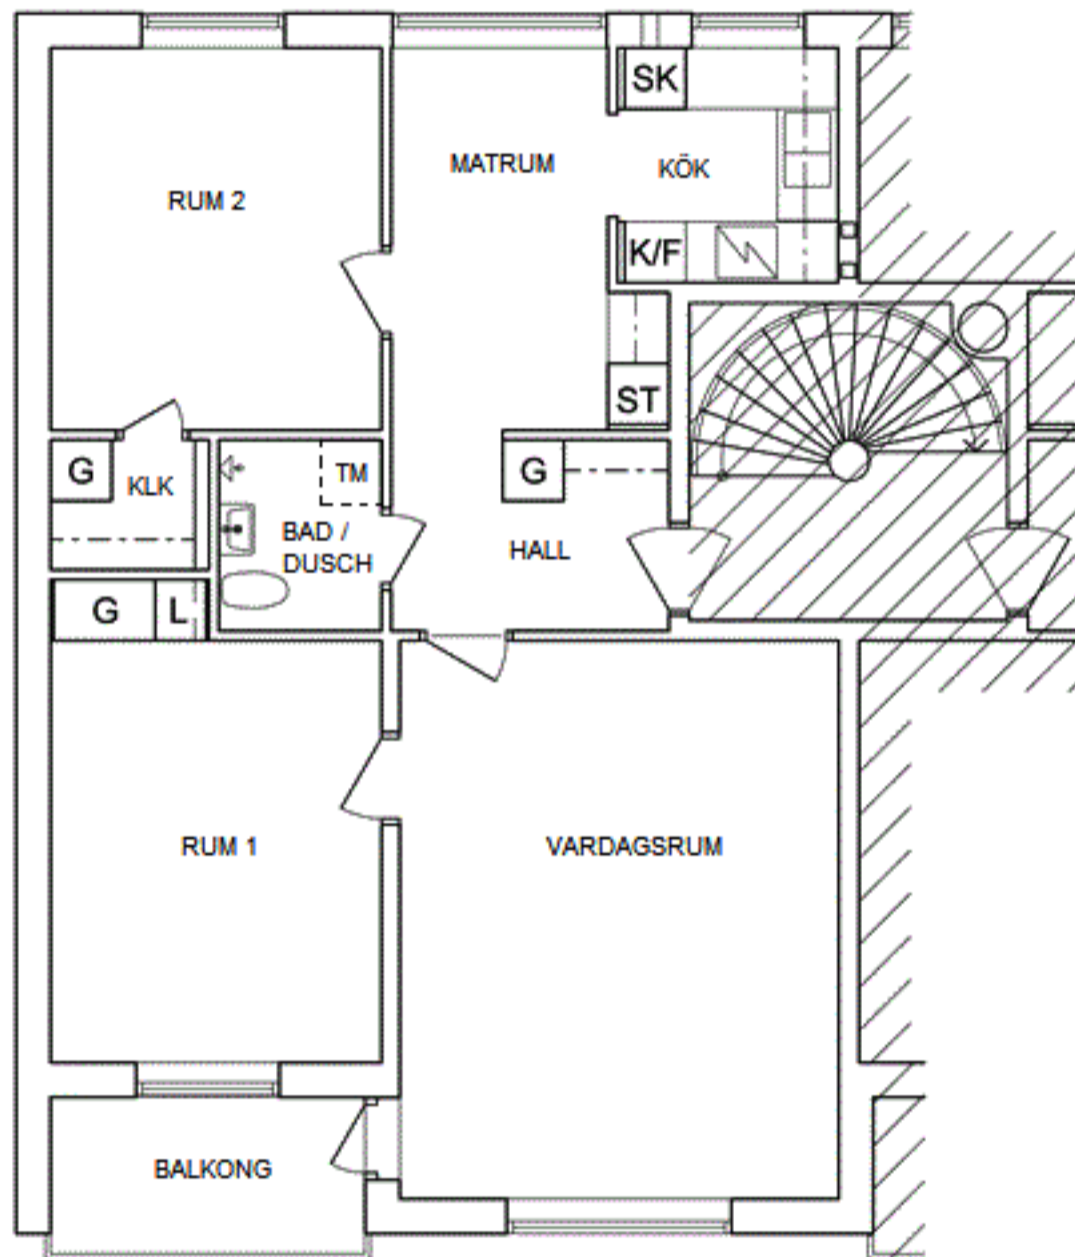 SK
MATRUM
KÖK
RUM 2
K/F
ST
G
KLK
TM
BAD /
DUSCH
G
HALL
G
L
RUM 1
VARDAGSRUM
BALKONG